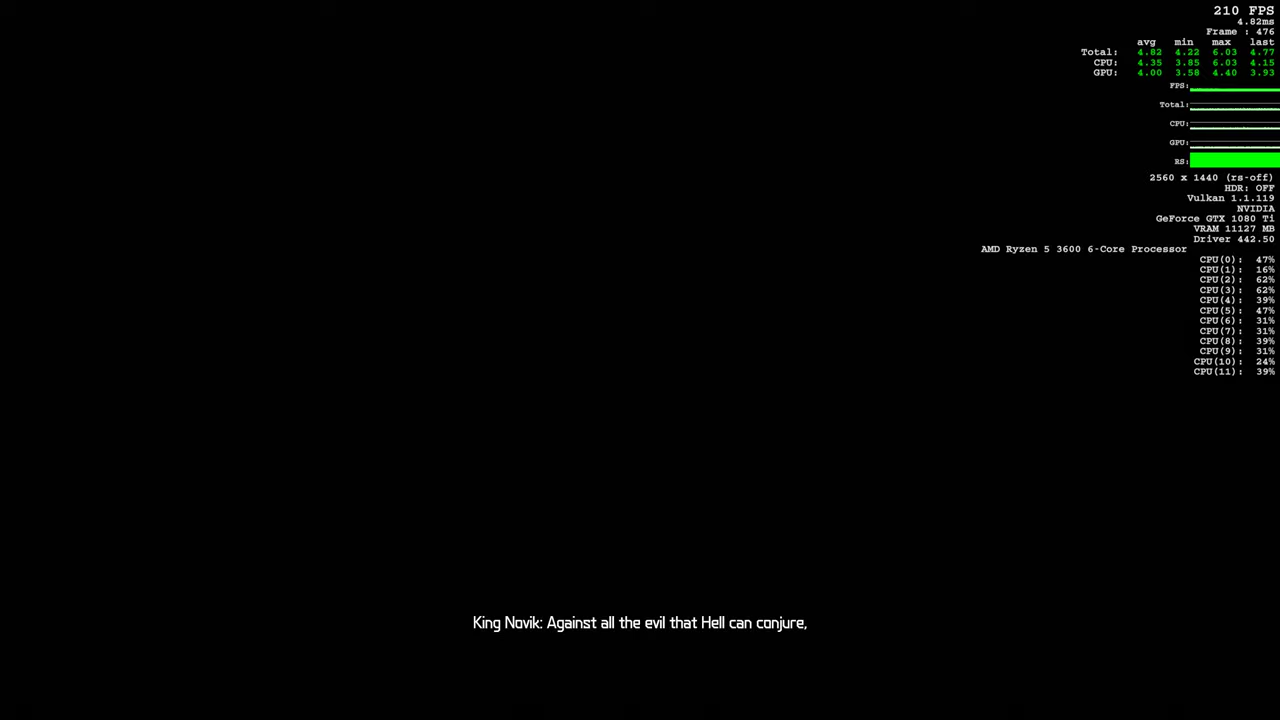 210 FPS
4.82ms
Frame : 476
avg min max last
Total: 4.82 4.22 6.03 4.77
CPU: 4.35 3.85 6.03 4.15
GPU: 4.00 3.58 4.40 3.93
FPS:
Total:
CPU:
GPU:
RS:
2560 x 1440 (rs-off)
HDR: OFF
Vulkan 1.1.119
NVIDIA
GeForce GTX 1080 Ti
VRAM 11127 MB
Driver 442.50
AMD Ryzen 5 3600 6-Core Processor
CPU(0): 47%
CPU(1): 16%
CPU(2): 62%
CPU(3): 62%
CPU(4): 39%
CPU(5): 47%
CPU(6): 31%
CPU(7): 31%
CPU(8): 39%
CPU(9): 31%
CPU(10): 24%
CPU(11): 39%
King Novik: Against all the evil that Hell can conjure,